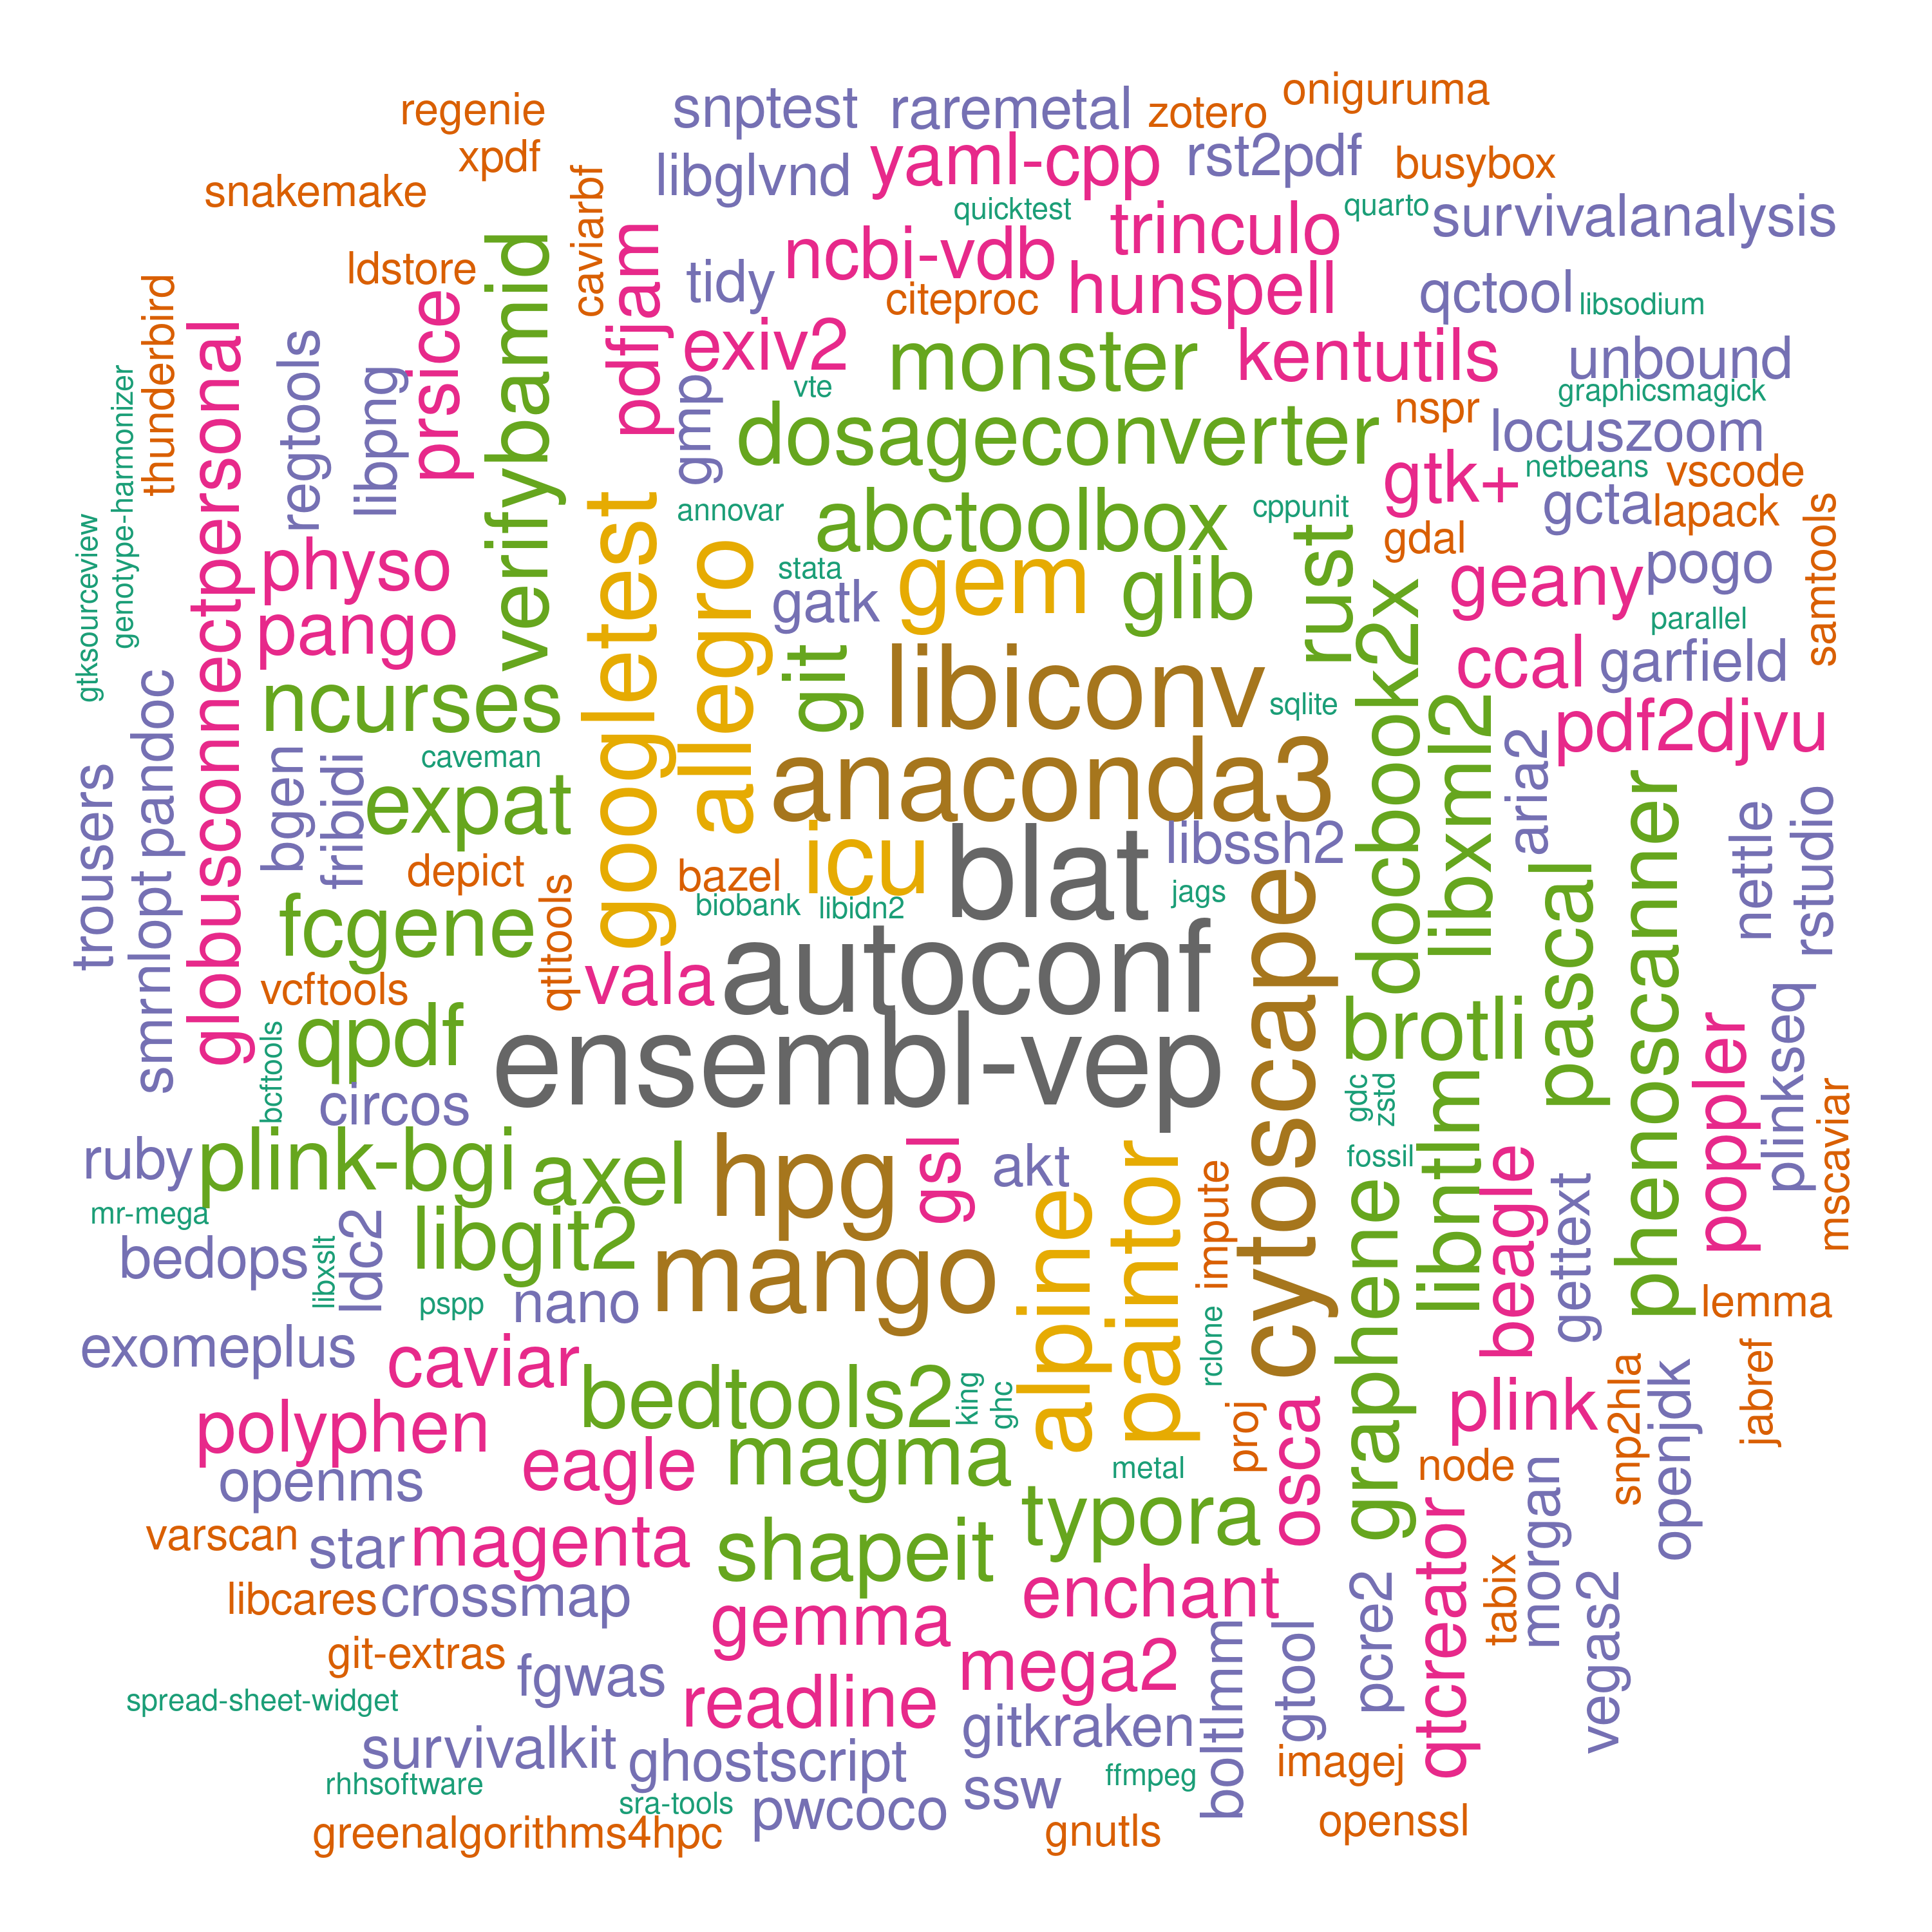 oniguruma
regenie
snptest
raremetal
zotero
xpdf
libglvnd
yaml-cpp
rst2pdf
busybox
snakemake
caviarbf
quicktest
quarto
survivalanalysis
trinculo
ldstore
verifybamid
pdfjam
tidy
ncbi-vdb
citeproc
hunspell
qctool
libsodium
thunderbird
genotype-harmonizer
globusconnectpersonal
regtools
libpng
prsice
exiv2
gmp
vte
monster
kentutils
unbound
graphicsmagick
nspr
dosageconverter
locuszoom
gtk+
netbeans
vscode
gtksourceview
physo
googletest
allegro
annovar
abctoolbox
cppunit
gcta
lapack
gdal
samtools
stata
gatk
gem
glib
rust
docbook2x
geany
pogo
parallel
pango
ncurses
git
libiconv
sqlite
ccal
garfield
libxml2
pdf2djvu
pandoc
caveman
anaconda3
aria2
trousers
bgen
fribidi
expat
phenoscanner
nettle
rstudio
depict
bazel
icu
blat
libssh2
jags
biobank
libidn2
cytoscape
pascal
smrnlopt
fcgene
qtltools
vala
autoconf
vcftools
bcftools
qpdf
ensembl-vep
brotli
poppler
plinkseq
circos
gdc
zstd
libntlm
mscaviar
ruby
plink-bgi
axel
hpg
gsl
akt
fossil
mr-mega
libgit2
alpine
paintor
impute
graphene
beagle
gettext
bedops
libxslt
ldc2
mango
pspp
nano
rclone
lemma
exomeplus
caviar
bedtools2
king
ghc
osca
plink
snp2hla
openjdk
jabref
polyphen
eagle
magma
metal
proj
node
openms
typora
qtcreator
morgan
varscan
star
magenta
shapeit
tabix
libcares
crossmap
gemma
enchant
pcre2
vegas2
git-extras
fgwas
mega2
boltlmm
gtool
spread-sheet-widget
readline
gitkraken
survivalkit
ghostscript
ffmpeg
imagej
rhhsoftware
sra-tools
pwcoco
ssw
greenalgorithms4hpc
gnutls
openssl